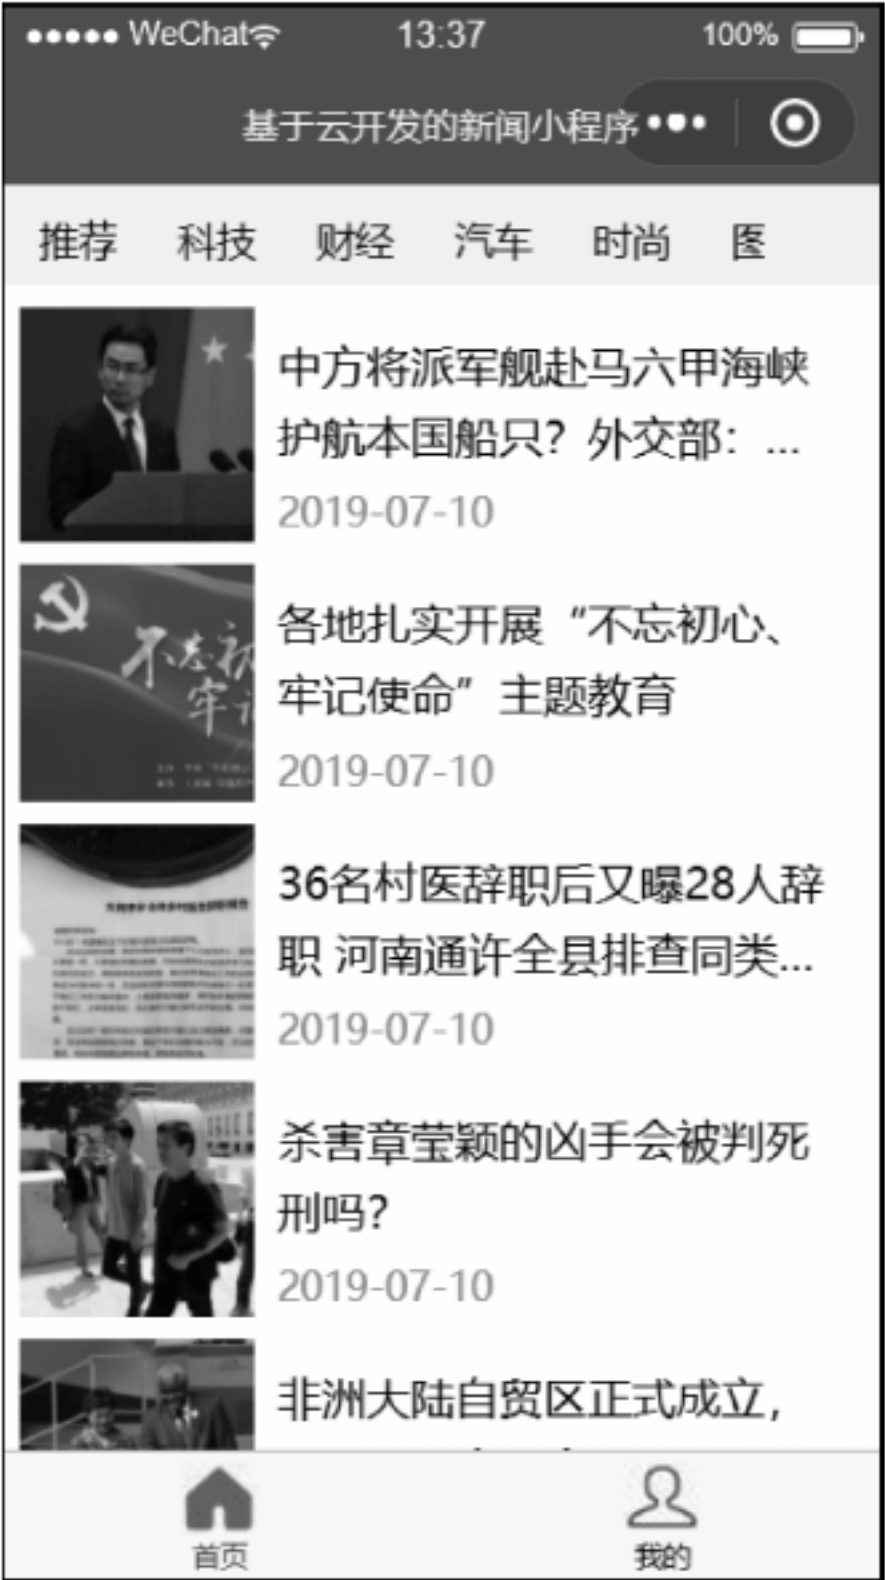 WeChat 13:37 100%
基于云开发的新闻小程序
推荐 科技 财经 汽车 时尚 图
中方将派军舰赴马六甲海峡
护航本国船只？外交部：...
2019-07-10
不忘初
牢记
各地扎实开展“不忘初心、
牢记使命”主题教育
2019-07-10
36名村医辞职后又曝28人辞
职 河南通许全县排查同类...
2019-07-10
杀害章莹颖的凶手会被判死
刑吗？
2019-07-10
非洲大陆自贸区正式成立，
首页 我的